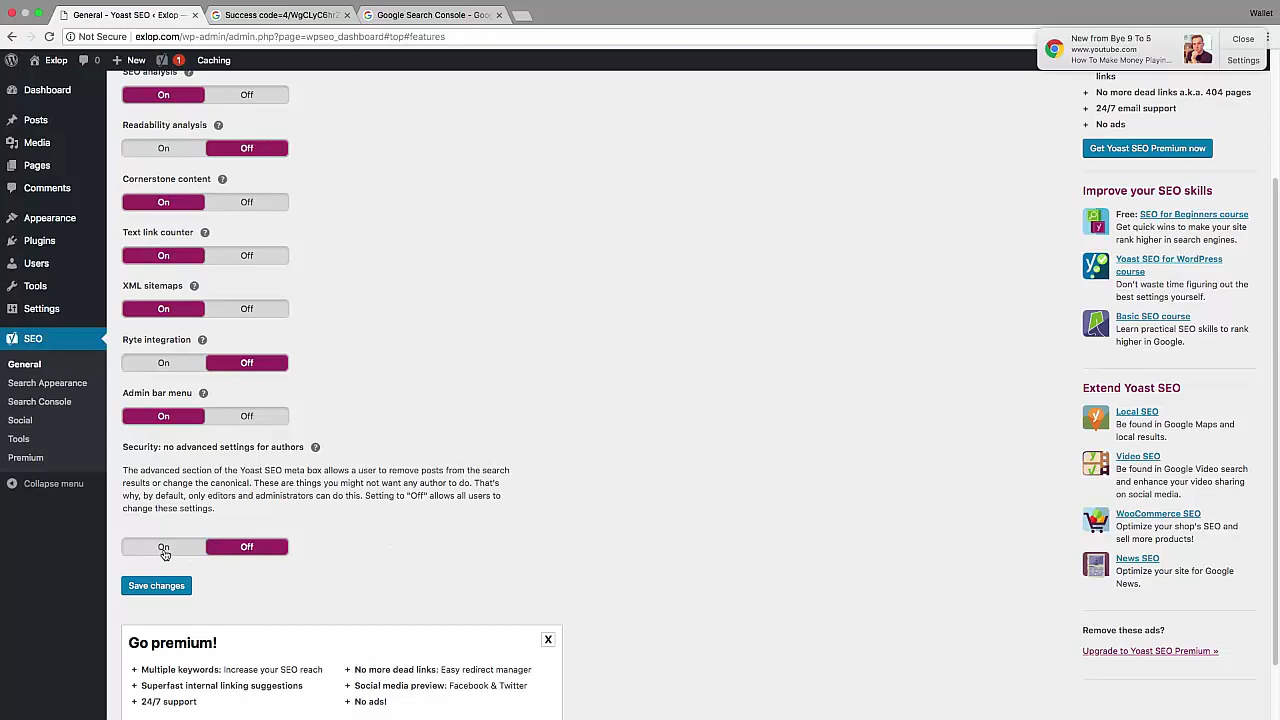 General - Yoast SEO ‹ Exlop —
Success code=4/WgCLyC6hr
Google Search Console - Goo
Wallet
Not Secure
exlop.com/wp-admin/admin.php?page=wpseo_dashboard#top#features
New from Bye 9 To 5
www.youtube.com
How To Make Money Playin...
Close
Settings
Exlop
0
+ New
1
Caching
Dashboard
Posts
Media
Pages
Comments
Appearance
Plugins
Users
Tools
Settings
SEO
General
Search Appearance
Search Console
Social
Tools
Premium
Collapse menu
SEO analysis
On Off
Readability analysis
On Off
Cornerstone content
On Off
Text link counter
On Off
XML sitemaps
On Off
Ryte integration
On Off
Admin bar menu
On Off
Security: no advanced settings for authors
The advanced section of the Yoast SEO meta box allows a user to remove posts from the search
results or change the canonical. These are things you might not want any author to do. That's
why, by default, only editors and administrators can do this. Setting to "Off" allows all users to
change these settings.
On Off
Save changes
Go premium!
X
+ Multiple keywords: Increase your SEO reach
+ Superfast internal linking suggestions
+ 24/7 support
+ No more dead links: Easy redirect manager
+ Social media preview: Facebook & Twitter
+ No ads!
links
+ No more dead links a.k.a. 404 pages
+ 24/7 email support
+ No ads
Get Yoast SEO Premium now
Improve your SEO skills
Free: SEO for Beginners course
Get quick wins to make your site
rank higher in search engines.
Yoast SEO for WordPress
course
Don't waste time figuring out the
best settings yourself.
Basic SEO course
Learn practical SEO skills to rank
higher in Google.
Extend Yoast SEO
Local SEO
Be found in Google Maps and
local results.
Video SEO
Be found in Google Video search
and enhance your video sharing
on social media.
WooCommerce SEO
Optimize your shop's SEO and
sell more products!
News SEO
Optimize your site for Google
News.
Remove these ads?
Upgrade to Yoast SEO Premium »